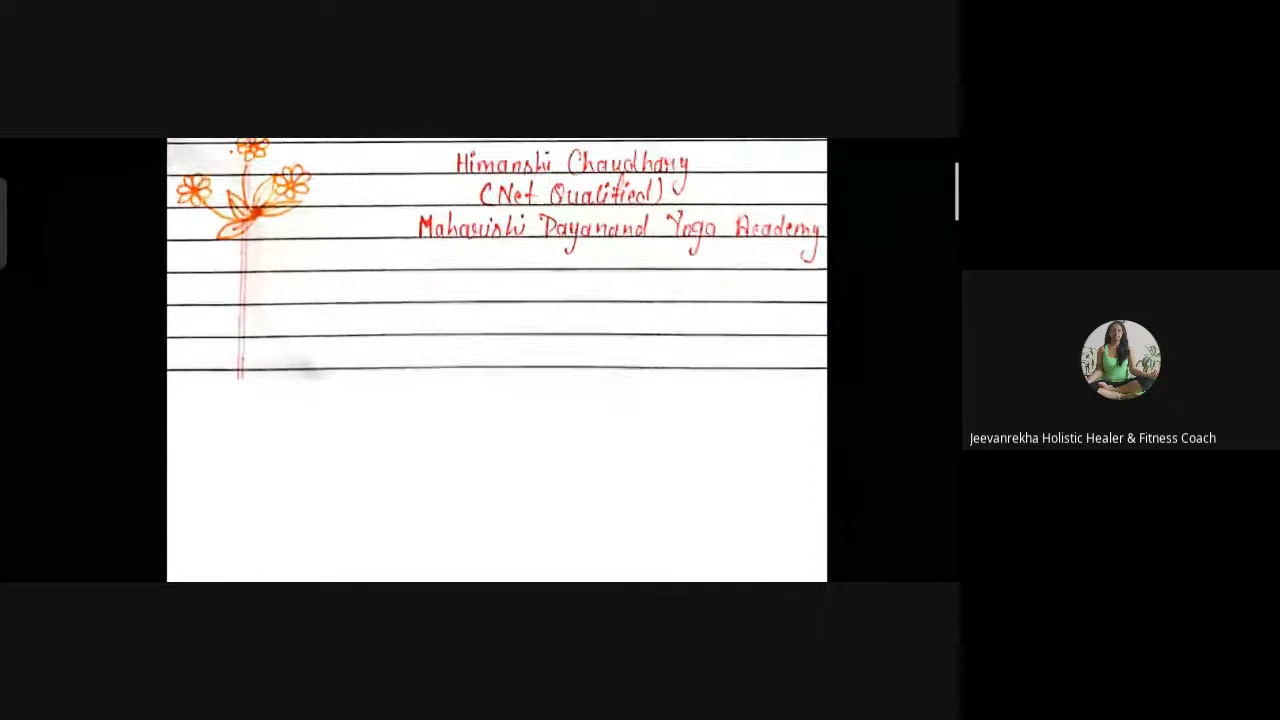 Himanshi Chaudhary
(Net Qualified)
Maharishi Dayanand Yoga Academy
Jeevanrekha Holistic Healer & Fitness Coach